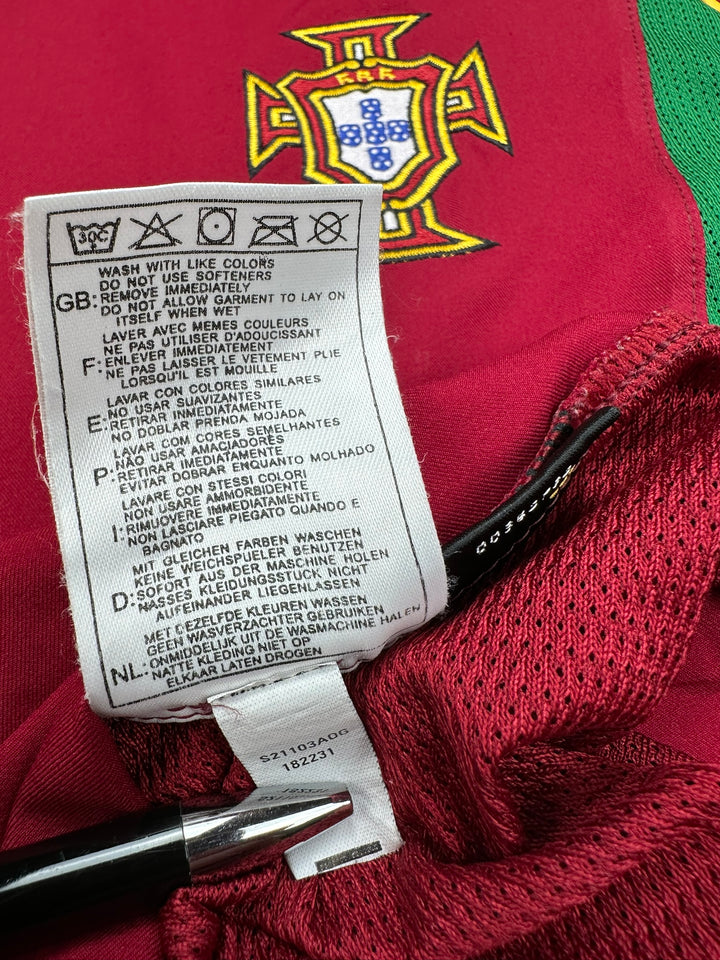 30C
GB: WASH WITH LIKE COLORS
DO NOT USE SOFTENERS
REMOVE IMMEDIATELY
DO NOT ALLOW GARMENT TO LAY ON
ITSELF WHEN WET
F: LAVER AVEC MEMES COULEURS
NE PAS UTILISER D'ADOUCISSANT
ENLEVER IMMEDIATEMENT
NE PAS LAISSER LE VETEMENT PLIE
LORSQU'IL EST MOUILLE
E: LAVAR CON COLORES SIMILARES
NO USAR SUAVIZANTES
RETIRAR INMEDIATAMENTE
NO DOBLAR PRENDA MOJADA
P: LAVAR COM CORES SEMELHANTES
NÃO USAR AMACIADORES
RETIRAR IMEDIATAMENTE
EVITAR DOBRAR ENQUANTO MOLHADO
I: LAVARE CON STESSI COLORI
NON USARE AMMORBIDENTE
RIMUOVERE IMMEDIATAMENTE
NON LASCIARE PIEGATO QUANDO E
BAGNATO
D: MIT GLEICHEN FARBEN WASCHEN
KEINE WEICHSPUELER BENUTZEN
SOFORT AUS DER MASCHINE HOLEN
NASSES KLEIDUNGSSTUCK NICHT
AUFEINANDER LIEGENLASSEN
NL: MET DEZELFDE KLEUREN WASSEN
GEEN WASVERZACHTER GEBRUIKEN
ONMIDDELIJK UIT DE WASMACHINE HALEN
NATTE KLEDING NIET OP
ELKAAR LATEN DROGEN
S21103AOG
182231